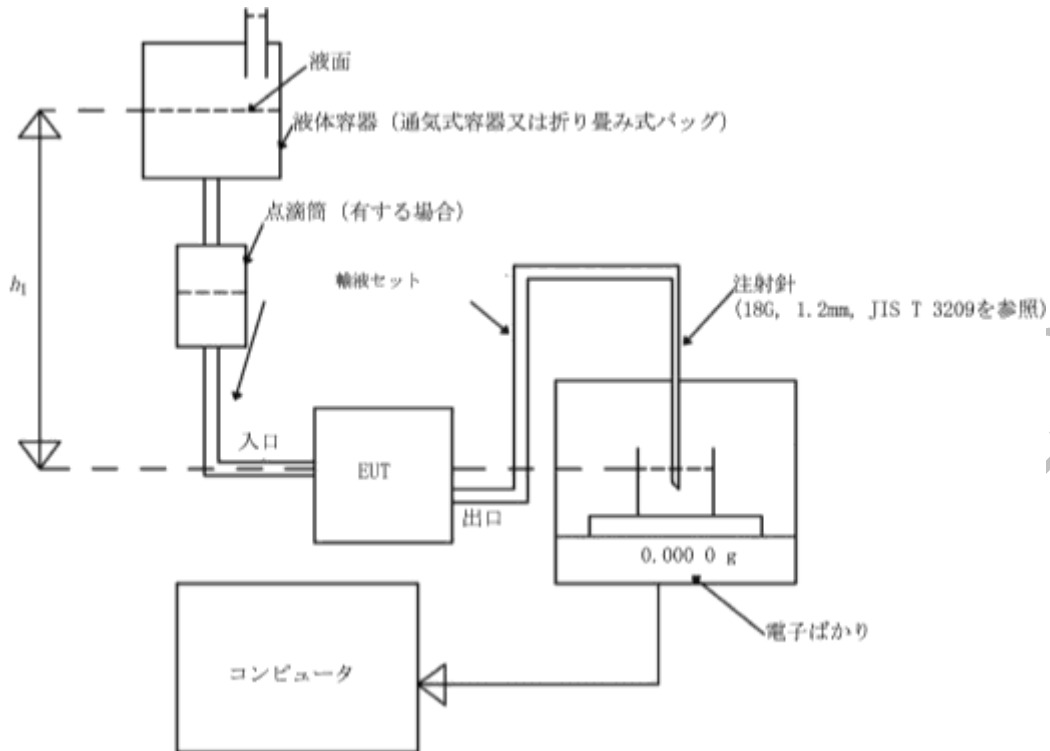 液面
液体容器（通気式容器又は折り畳み式バッグ）
点滴筒（有する場合）
h1
輸液セット
注射針
(18G, 1.2mm, JIS T 3209を参照)
入口
EUT
出口
0.000 0 g
電子ばかり
コンピュータ